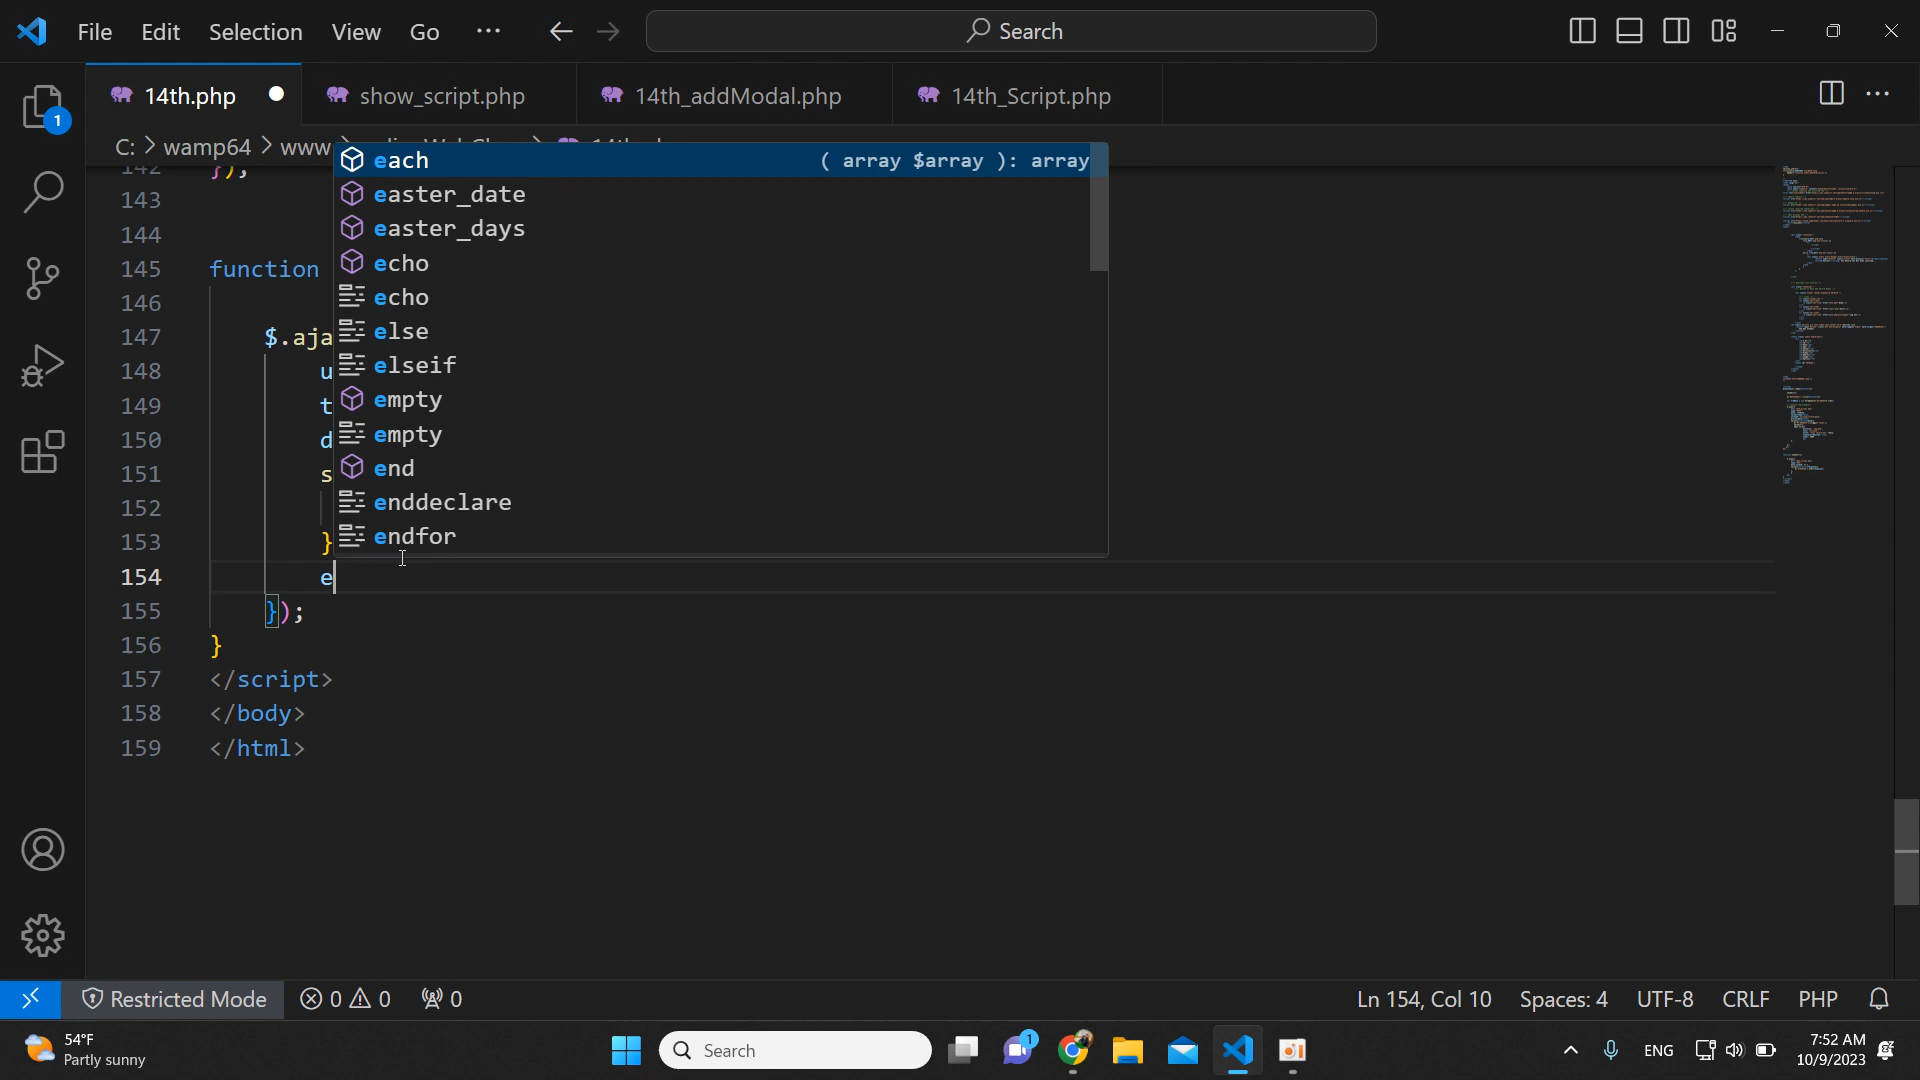 File Edit Selection View Go ··· Search
14th.php show_script.php 14th_addModal.php 14th_Script.php
1
C: > wamp64 > www
each ( array $array ): array
142 });
easter_date
143
easter_days
144
echo
145 function
echo
146
else
147 $.aja
elseif
148 u
empty
149 t
empty
150 d
end
151 s
enddeclare
152
endfor
153 }
154 e
155 });
156 }
157 </script>
158 </body>
159 </html>
Restricted Mode 0 0 0 Ln 154, Col 10 Spaces: 4 UTF-8 CRLF PHP
54°F
Partly sunny
Search
1
ENG
7:52 AM
10/9/2023